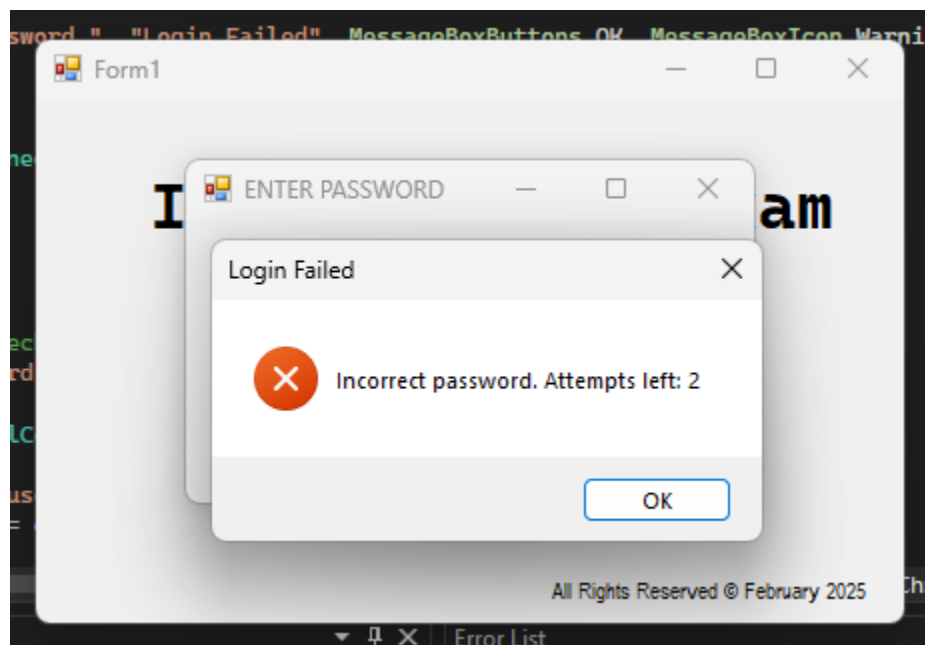 sword." "Login Failed" MessageBoxButtons.OK MessageBoxIcon.Warni
Form1
ENTER PASSWORD
am
Login Failed
Incorrect password. Attempts left: 2
OK
All Rights Reserved © February 2025
Error List